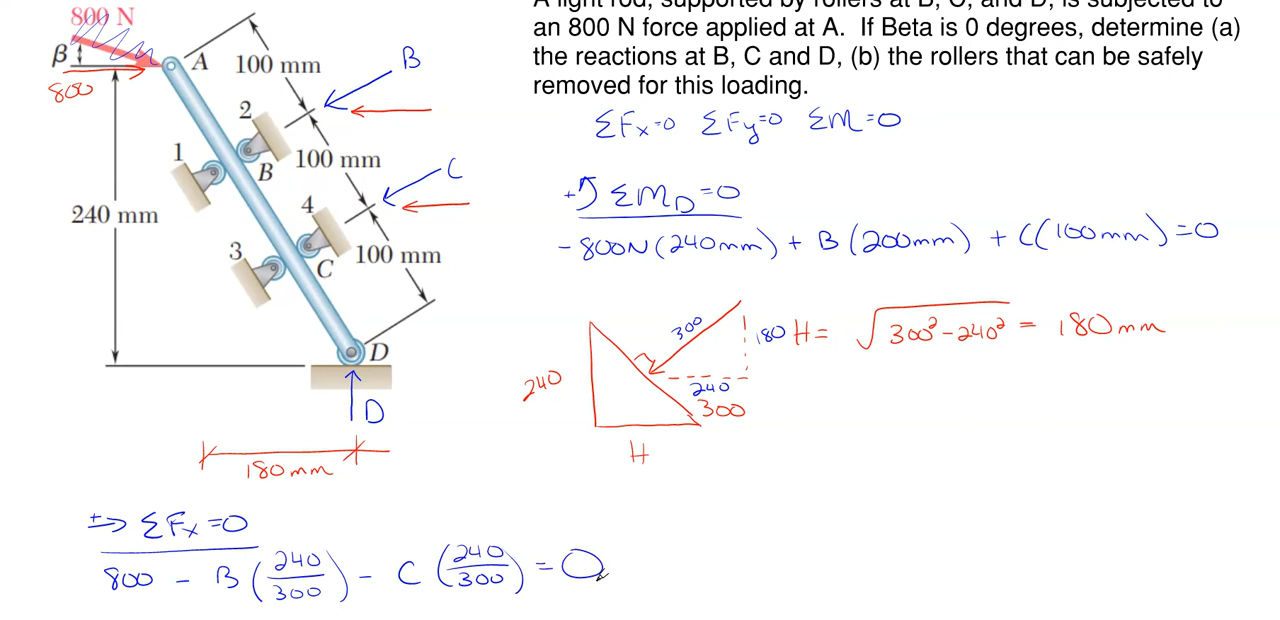 A light rod, supported by rollers at B, C, and D, is subjected to
an 800 N force applied at A. If Beta is 0 degrees, determine (a)
the reactions at B, C and D, (b) the rollers that can be safely
removed for this loading.
ΣFx=0 ΣFy=0 ΣM=0
+↺ ΣM_D=0
-800N(240mm) + B(200mm) + C(100mm)=0
800 N
β
800
A
100 mm
B
2
1
B
100 mm
C
4
3
C
100 mm
240 mm
D
D
180mm
240
300
180
240
300
H
H = √300²-240² = 180mm
+→ ΣFx=0
800 - B(240/300) - C(240/300) = 0